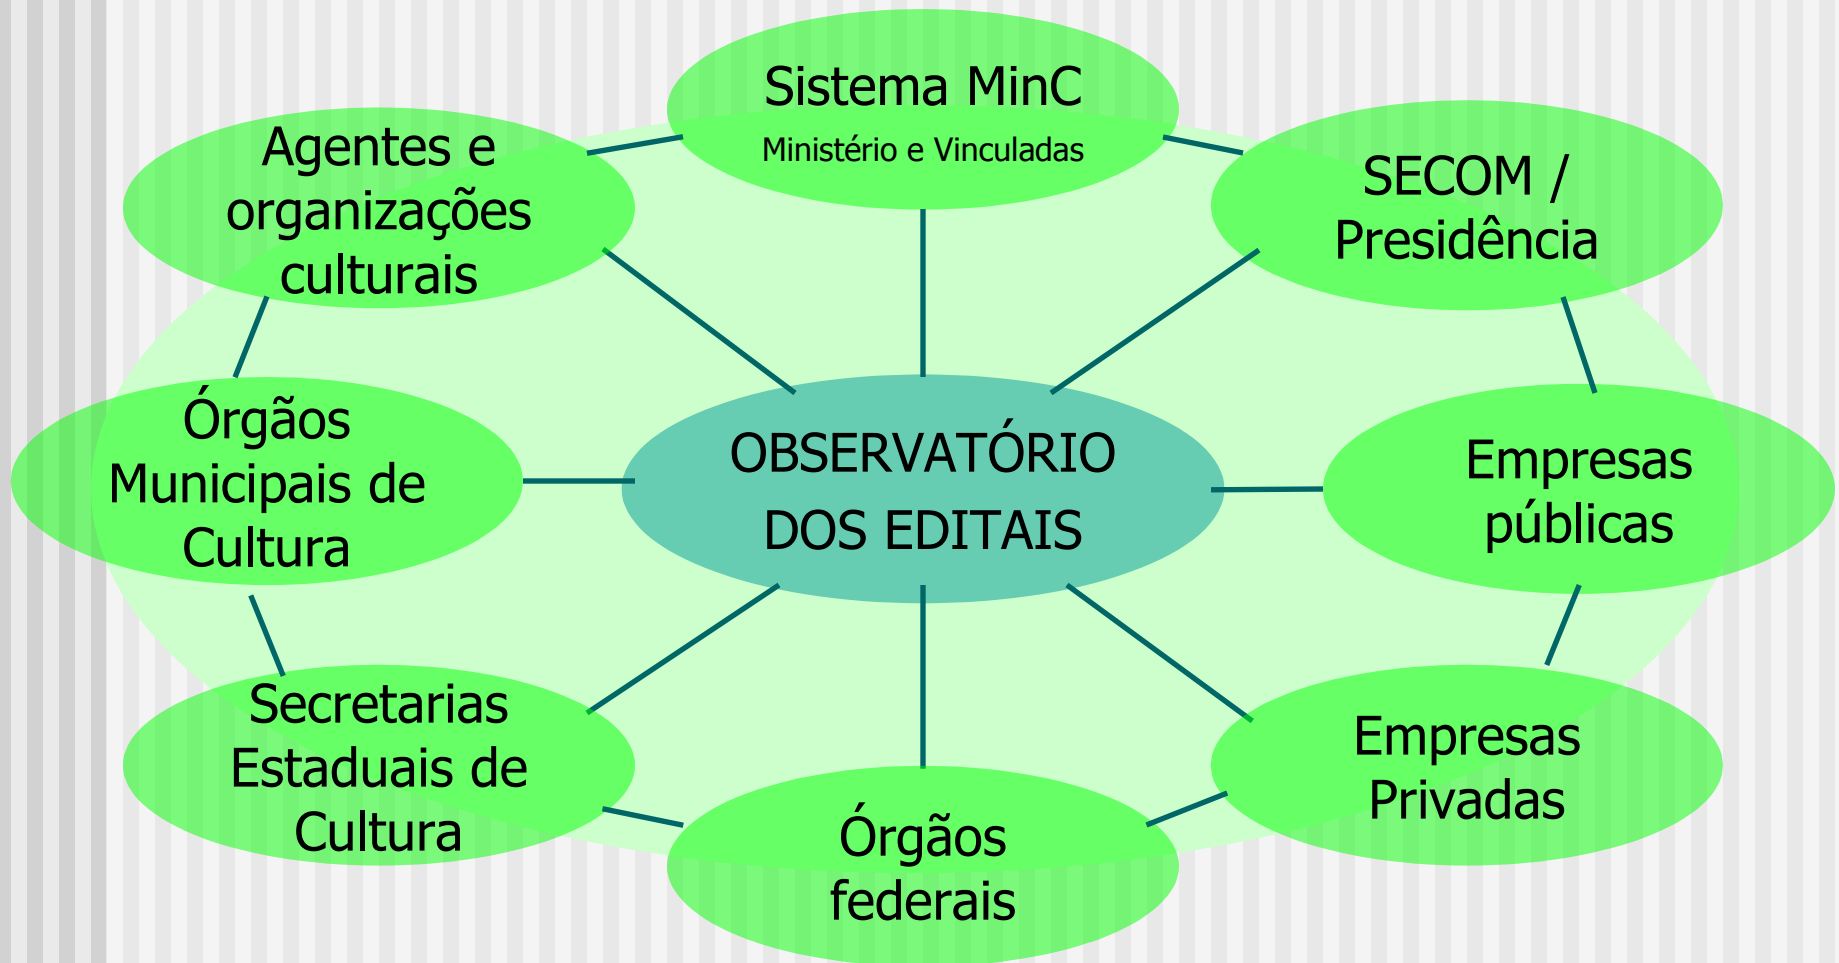 Sistema MinC
Ministério e Vinculadas
Agentes e
organizações
culturais
SECOM /
Presidência
Órgãos
Municipais de
Cultura
OBSERVATÓRIO
DOS EDITAIS
Empresas
públicas
Secretarias
Estaduais de
Cultura
Órgãos
federais
Empresas
Privadas